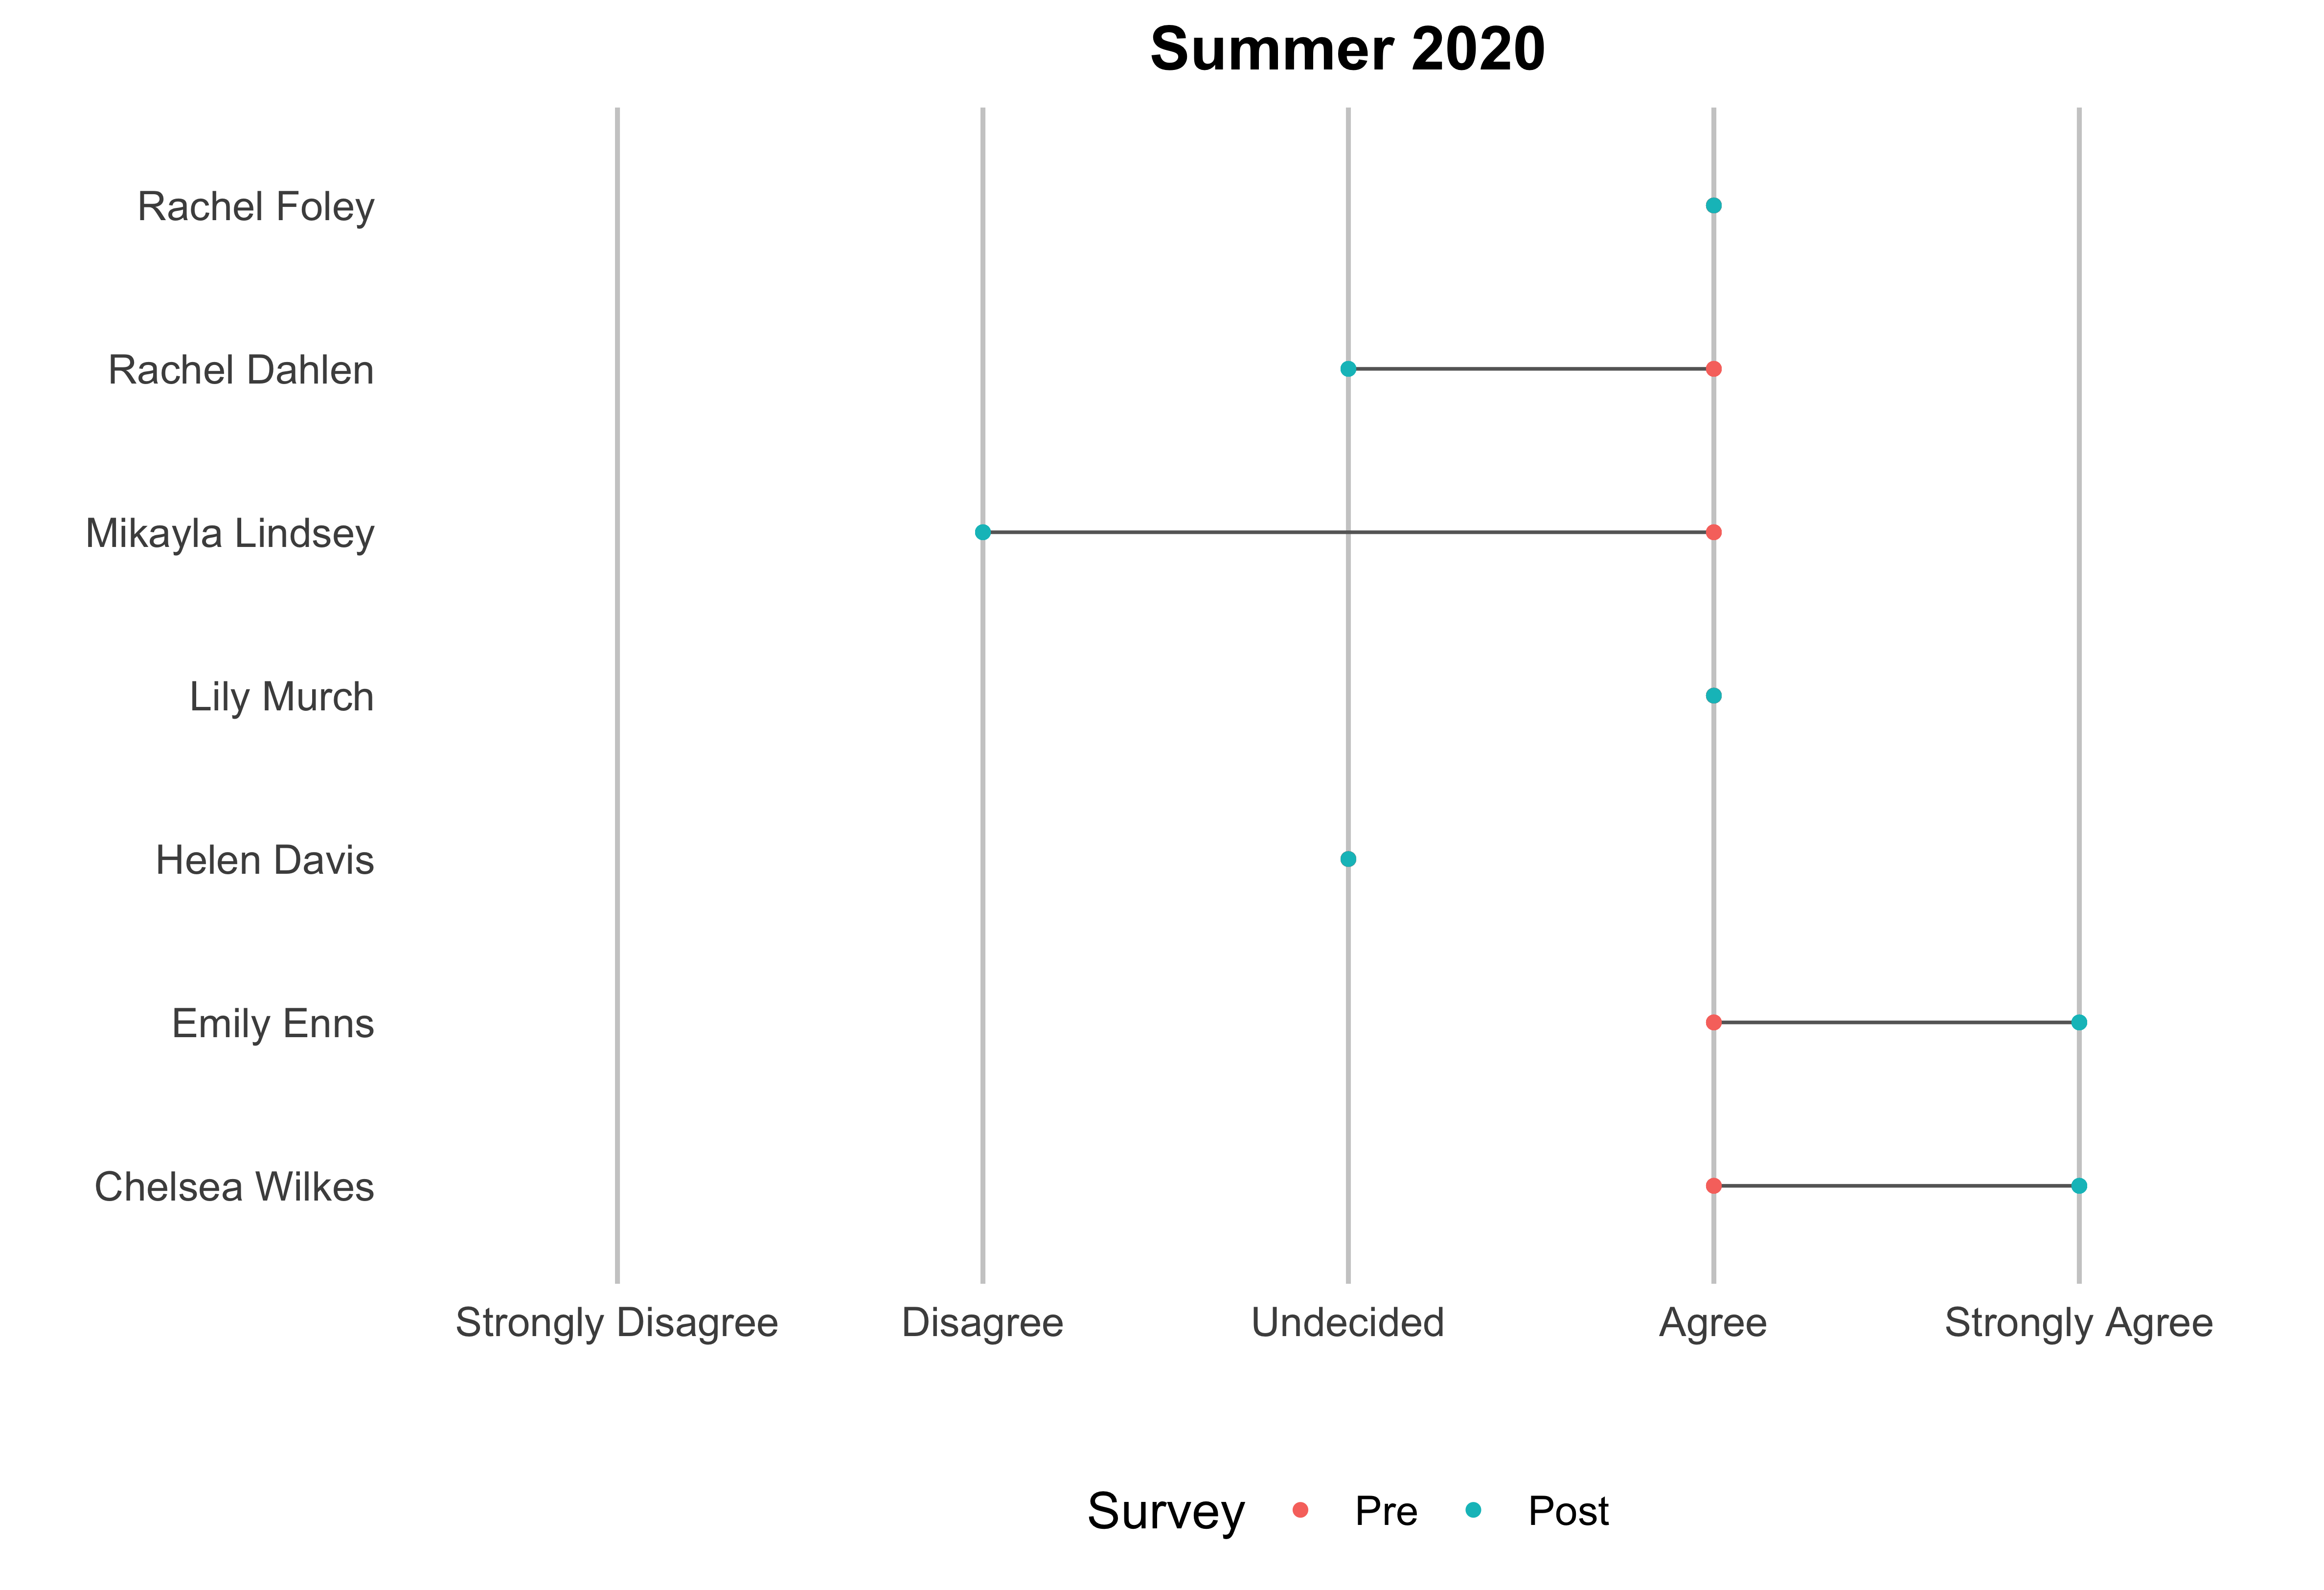 Summer 2020
Rachel Foley
Rachel Dahlen
Mikayla Lindsey
Lily Murch
Helen Davis
Emily Enns
Chelsea Wilkes
Strongly Disagree Disagree Undecided Agree Strongly Agree
Survey Pre Post